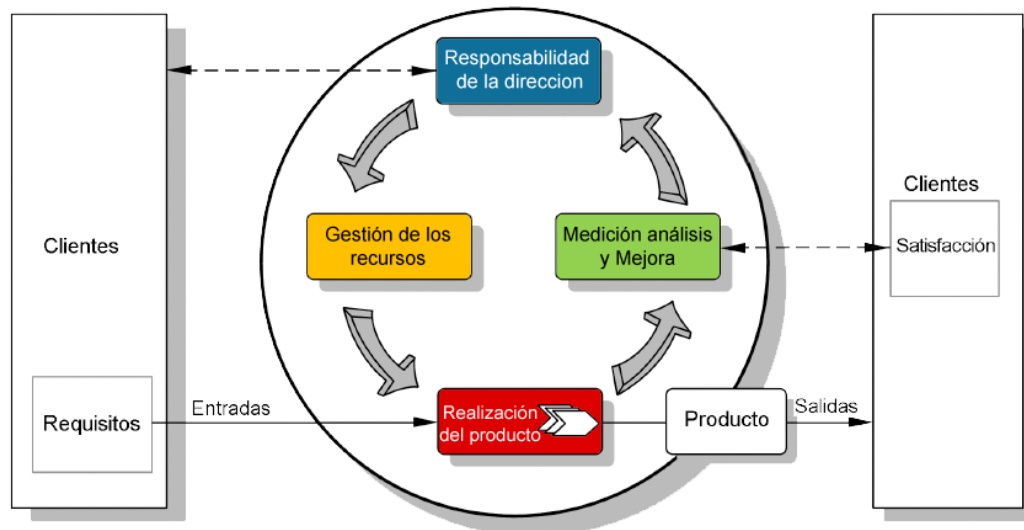 Responsabilidad
de la direccion
Clientes
Gestión de los
recursos
Medición análisis
y Mejora
Clientes
Satisfacción
Requisitos
Entradas
Realización
del producto
Producto
Salidas